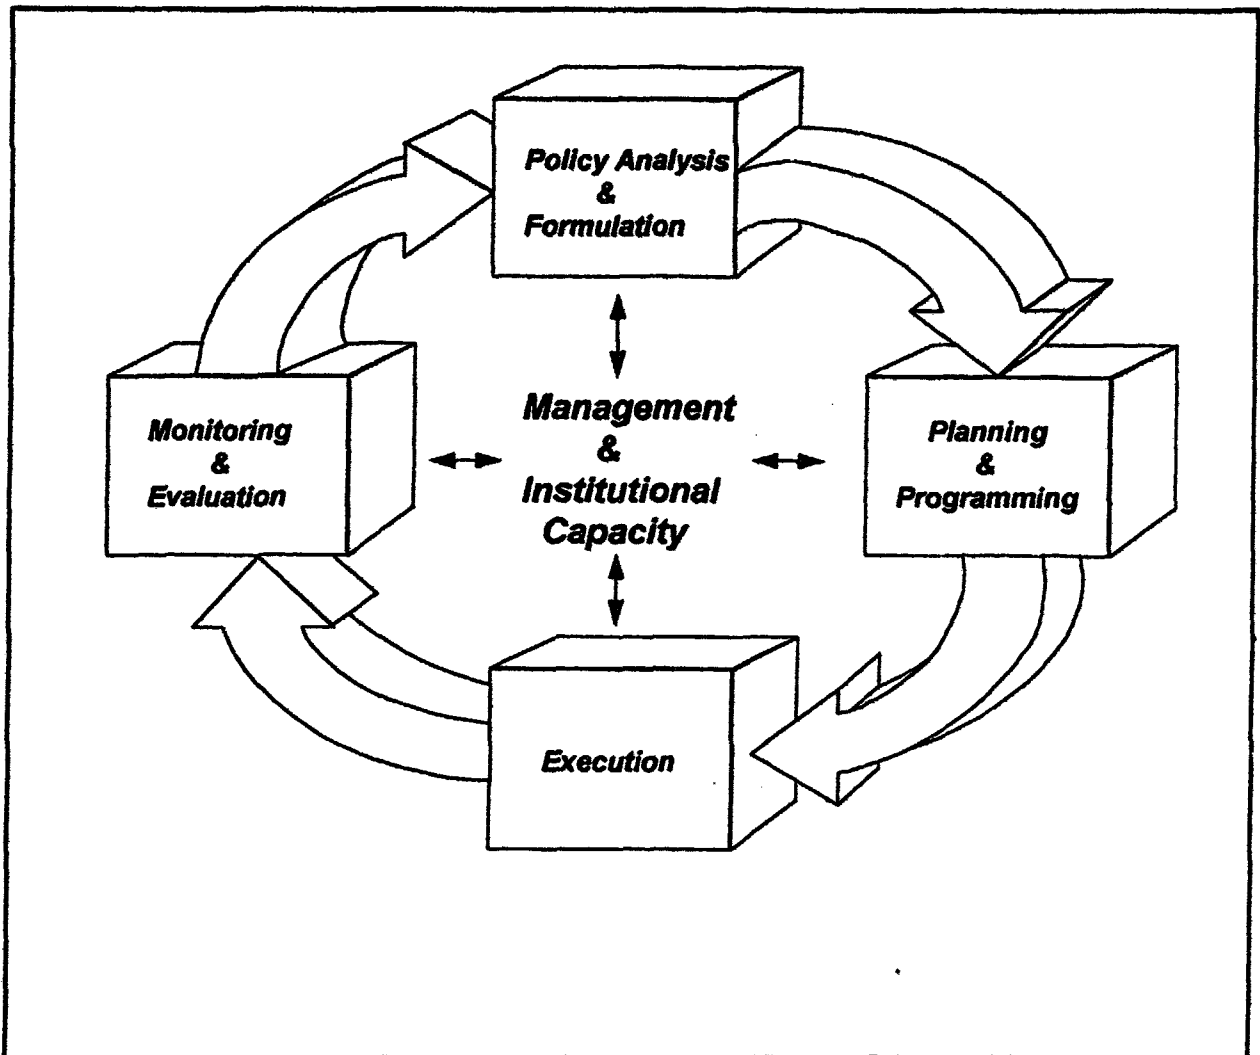 Policy Analysis
&
Formulation
Monitoring
&
Evaluation
Management
&
Institutional
Capacity
Planning
&
Programming
Execution